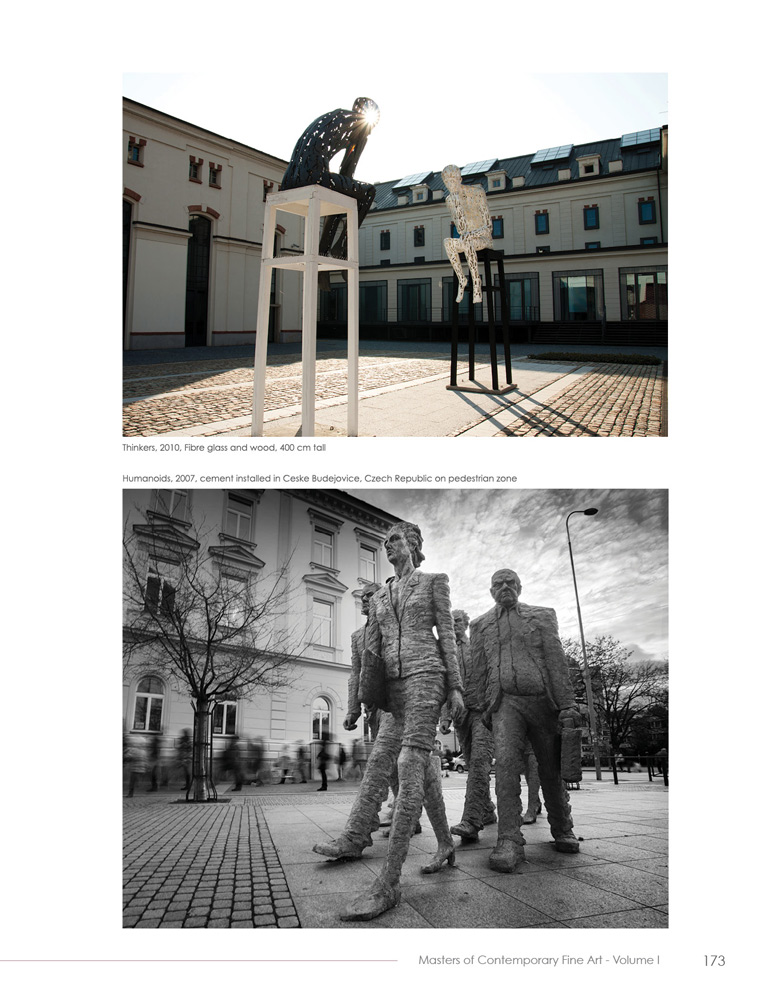 Thinkers, 2010, Fibre glass and wood, 400 cm tall
Humanoids, 2007, cement installed in Ceske Budejovice, Czech Republic on pedestrian zone
Masters of Contemporary Fine Art - Volume I 173